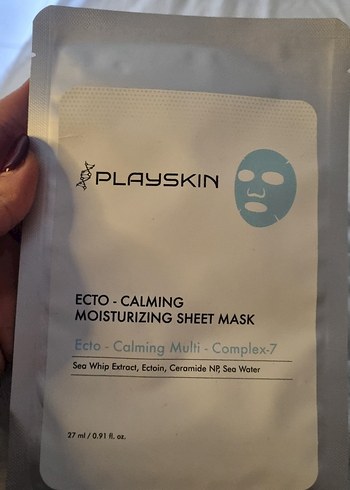 PLAYSKIN
ECTO - CALMING
MOISTURIZING SHEET MASK
Ecto - Calming Multi - Complex-7
Sea Whip Extract, Ectoin, Ceramide NP, Sea Water
27 ml / 0.91 fl. oz.